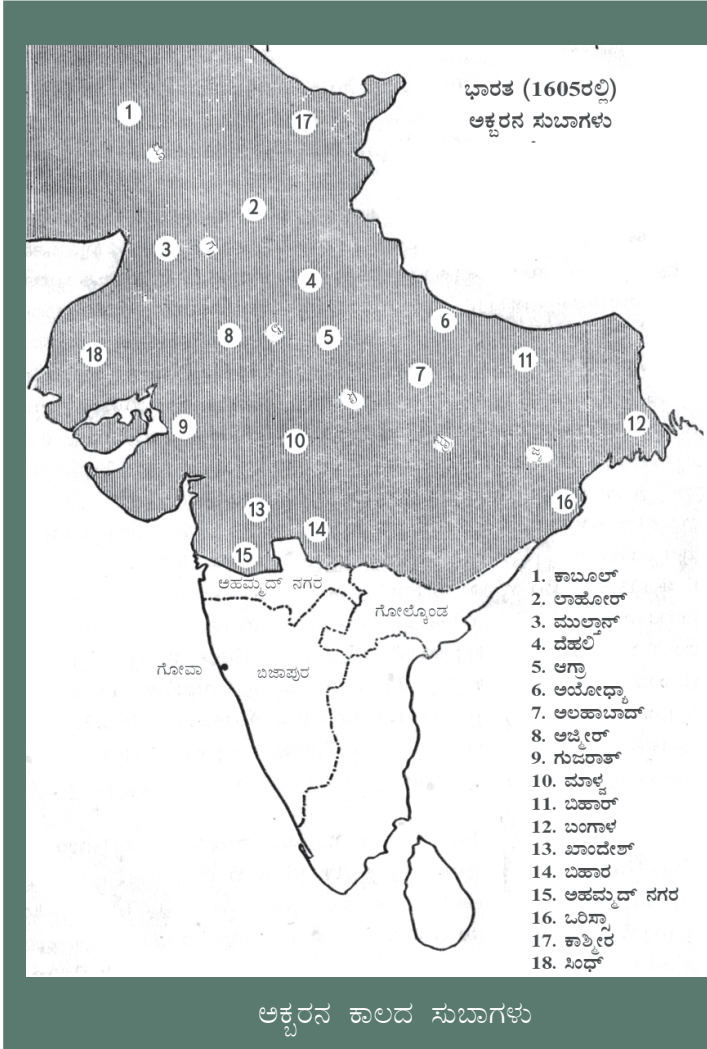 ಭಾರತ (1605ರಲ್ಲಿ)
ಅಕ್ಬರನ ಸುಬಾಗಳು
1
17
2
3
4
6
8
5
11
18
7
9
12
10
16
13
14
15
ಅಹಮ್ಮದ್ ನಗರ
ಗೋಲ್ಕೊಂಡ
ಗೋವಾ
ಬಿಜಾಪುರ
1. ಕಾಬೂಲ್
2. ಲಾಹೋರ್
3. ಮುಲ್ತಾನ್
4. ದೆಹಲಿ
5. ಆಗ್ರಾ
6. ಅಯೋಧ್ಯಾ
7. ಅಲಹಾಬಾದ್
8. ಅಜ್ಮೀರ್
9. ಗುಜರಾತ್
10. ಮಾಳ್ವ
11. ಬಿಹಾರ್
12. ಬಂಗಾಳ
13. ಖಾಂದೇಶ್
14. ಬಿಹಾರ
15. ಅಹಮ್ಮದ್ ನಗರ
16. ಒರಿಸ್ಸಾ
17. ಕಾಶ್ಮೀರ
18. ಸಿಂಧ್
ಅಕ್ಬರನ ಕಾಲದ ಸುಬಾಗಳು